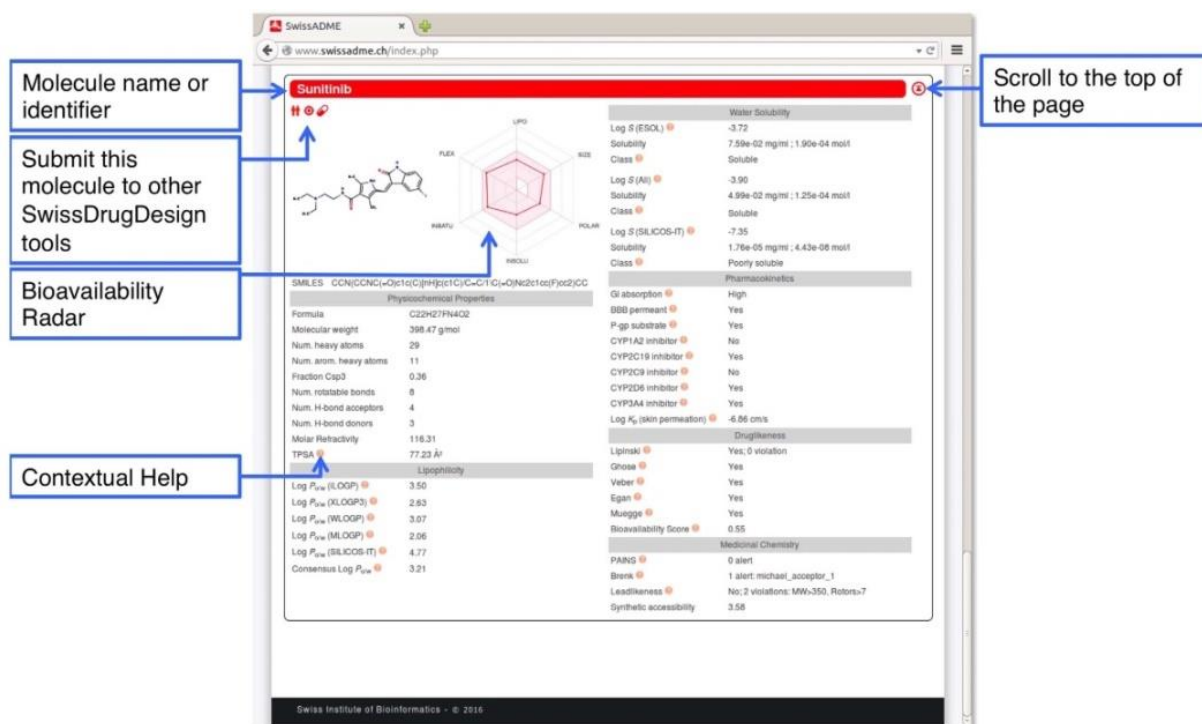 SwissADME
www.swissadme.ch/index.php
Molecule name or
identifier
Submit this
molecule to other
SwissDrugDesign
tools
Bioavailability
Radar
Contextual Help
Scroll to the top of
the page
Sunitinib
LIPO
FLEX
SIZE
INSATU
POLAR
INSOLU
SMILES CCN(CCNC(=O)c1c(C)[nH]c(c1C)/C=C/1\C(=O)Nc2c1cc(F)cc2)CC
Physicochemical Properties
Formula C22H27FN4O2
Molecular weight 398.47 g/mol
Num. heavy atoms 29
Num. arom. heavy atoms 11
Fraction Csp3 0.36
Num. rotatable bonds 8
Num. H-bond acceptors 4
Num. H-bond donors 3
Molar Refractivity 116.31
TPSA 77.23 Å²
Lipophilicity
Log Po/w (iLOGP) 3.50
Log Po/w (XLOGP3) 2.63
Log Po/w (WLOGP) 3.07
Log Po/w (MLOGP) 2.06
Log Po/w (SILICOS-IT) 4.77
Consensus Log Po/w 3.21
Water Solubility
Log S (ESOL) -3.72
Solubility 7.59e-02 mg/ml ; 1.90e-04 mol/l
Class Soluble
Log S (Ali) -3.90
Solubility 4.99e-02 mg/ml ; 1.25e-04 mol/l
Class Soluble
Log S (SILICOS-IT) -7.35
Solubility 1.76e-05 mg/ml ; 4.43e-08 mol/l
Class Poorly soluble
Pharmacokinetics
GI absorption High
BBB permeant Yes
P-gp substrate Yes
CYP1A2 inhibitor No
CYP2C19 inhibitor Yes
CYP2C9 inhibitor No
CYP2D6 inhibitor Yes
CYP3A4 inhibitor Yes
Log Kp (skin permeation) -6.86 cm/s
Druglikeness
Lipinski Yes; 0 violation
Ghose Yes
Veber Yes
Egan Yes
Muegge Yes
Bioavailability Score 0.55
Medicinal Chemistry
PAINS 0 alert
Brenk 1 alert: michael_acceptor_1
Leadlikeness No; 2 violations: MW>350, Rotors>7
Synthetic accessibility 3.58
Swiss Institute of Bioinformatics - © 2016